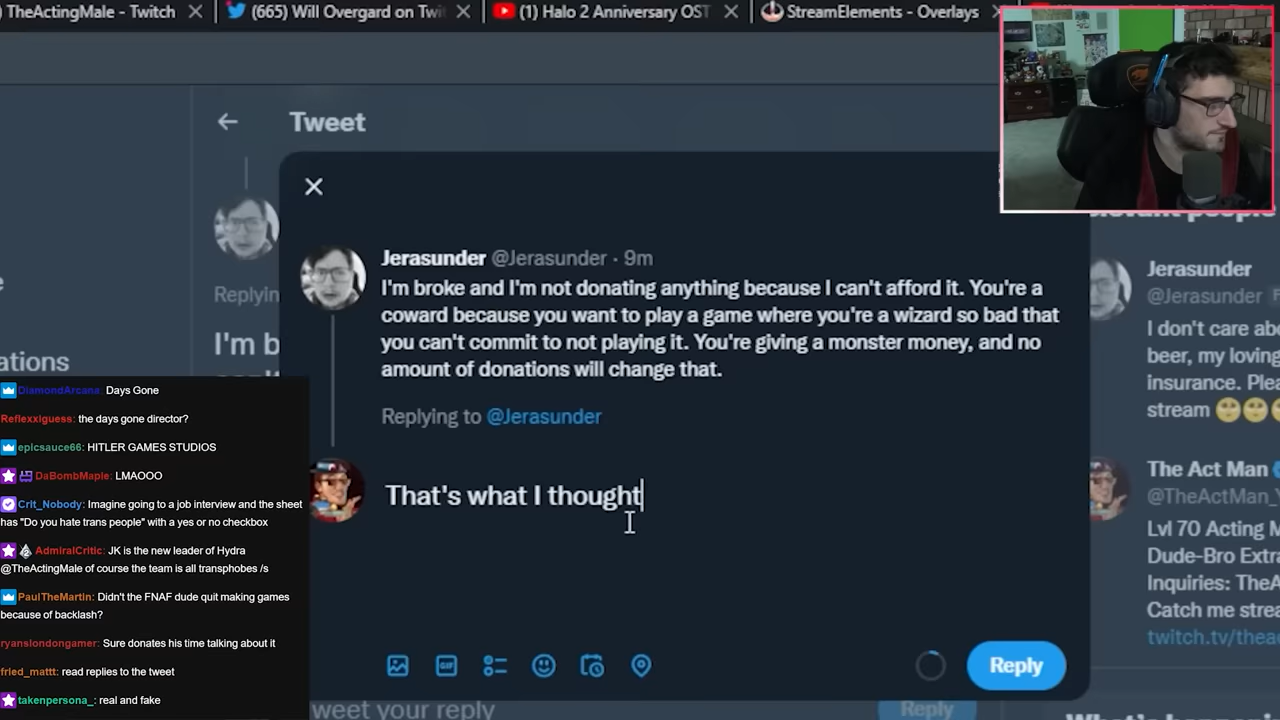 TheActingMale - Twitch
(665) Will Overgard on Twi
(1) Halo 2 Anniversary OST
StreamElements - Overlays
Tweet
Jerasunder @Jerasunder · 9m
I'm broke and I'm not donating anything because I can't afford it. You're a
coward because you want to play a game where you're a wizard so bad that
you can't commit to not playing it. You're giving a monster money, and no
amount of donations will change that.
Replying to @Jerasunder
That's what I thought
GIF
Reply
Replyin
I'm b
ations
DiamondArcana: Days Gone
Reflexxiguess: the days gone director?
epicsauce66: HITLER GAMES STUDIOS
DaBombMaple: LMAOOO
Crit_Nobody: Imagine going to a job interview and the sheet
has "Do you hate trans people" with a yes or no checkbox
AdmiralCritic: JK is the new leader of Hydra
@TheActingMale of course the team is all transphobes /s
PaulTheMartin: Didn't the FNAF dude quit making games
because of backlash?
ryanslondongamer: Sure donates his time talking about it
fried_mattt: read replies to the tweet
takenpersona_: real and fake
weet your reply
Reply
Jerasunder
@Jerasunder
I don't care abo
beer, my loving
insurance. Plea
stream
The Act Man
@TheActMan_
Lvl 70 Acting M
Dude-Bro Extra
Inquiries: TheA
Catch me strea
twitch.tv/thea